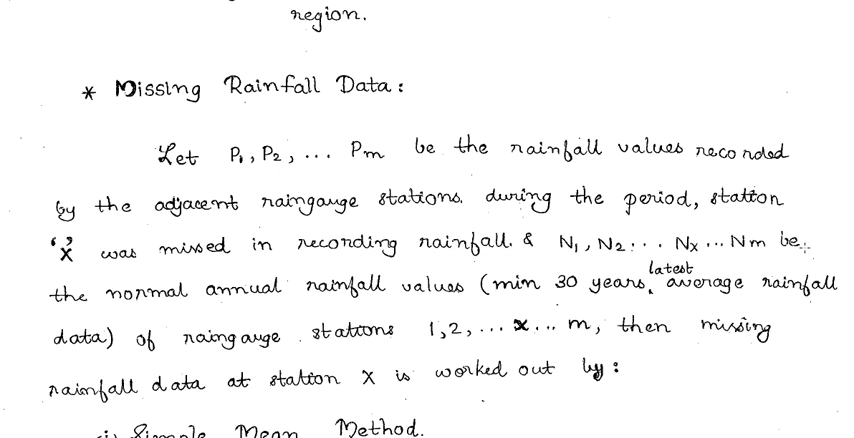 region.
* Missing Rainfall Data:
Let P₁, P₂, ... Pm be the rainfall values recorded
by the adjacent raingauge stations. during the period, station
'x' was missed in recording rainfall. & N₁, N₂... Nx ... Nm be
the normal annual rainfall values (min 30 years, latest average rainfall
data) of raingauge stations 1,2, ... x ... m, then missing
rainfall data at station X is worked out by:
i) Simple Mean Method.